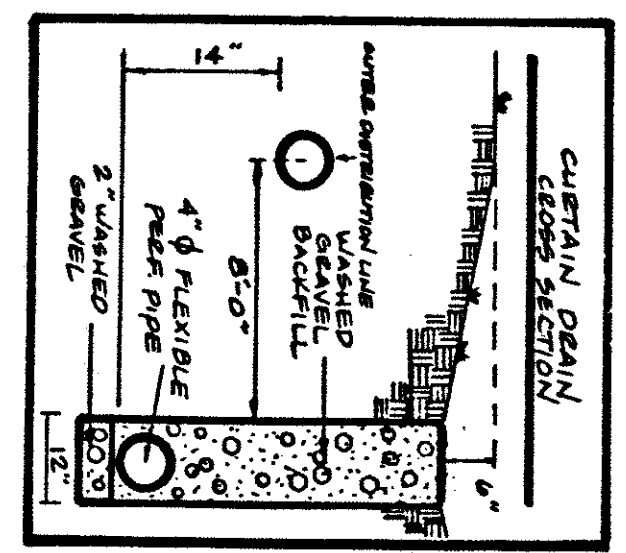 CURTAIN DRAIN
CROSS SECTION
6"
OUTER DISTRIBUTION LINE
WASHED
GRAVEL
BACKFILL
8'-0"
14"
4" ϕ FLEXIBLE
PERF. PIPE
2" WASHED
GRAVEL
12"